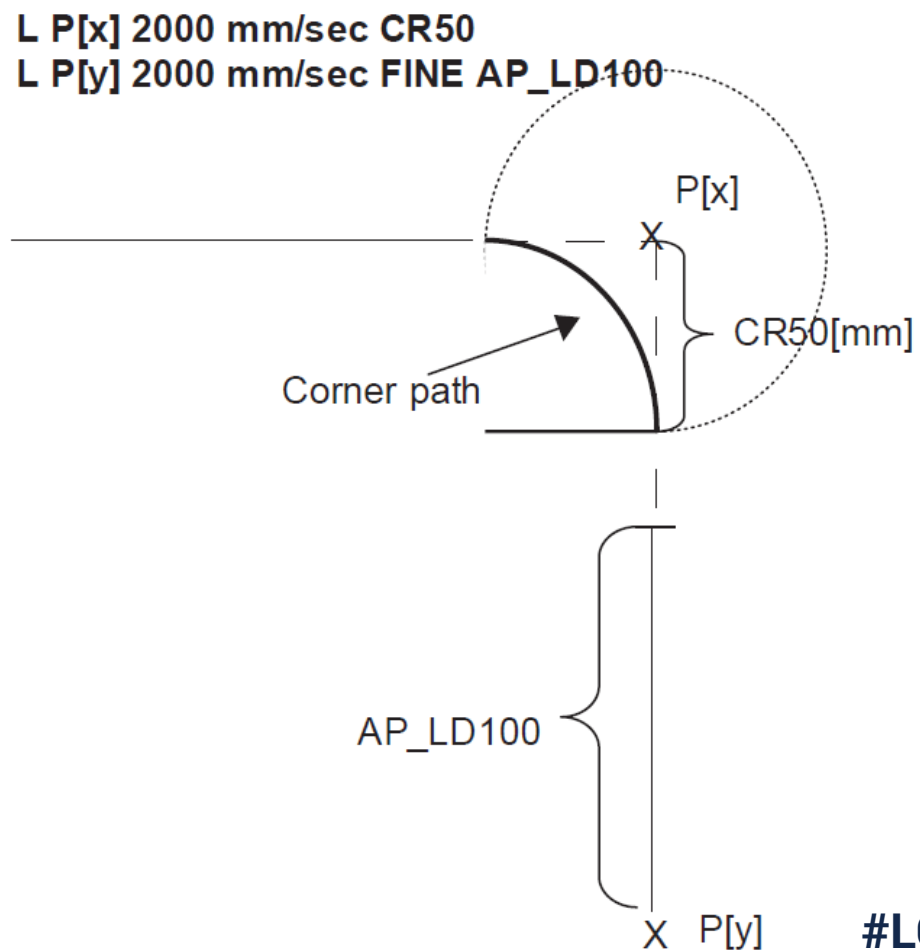 L P[x] 2000 mm/sec CR50
L P[y] 2000 mm/sec FINE AP_LD100
P[x]
X
CR50[mm]
Corner path
AP_LD100
X P[y]